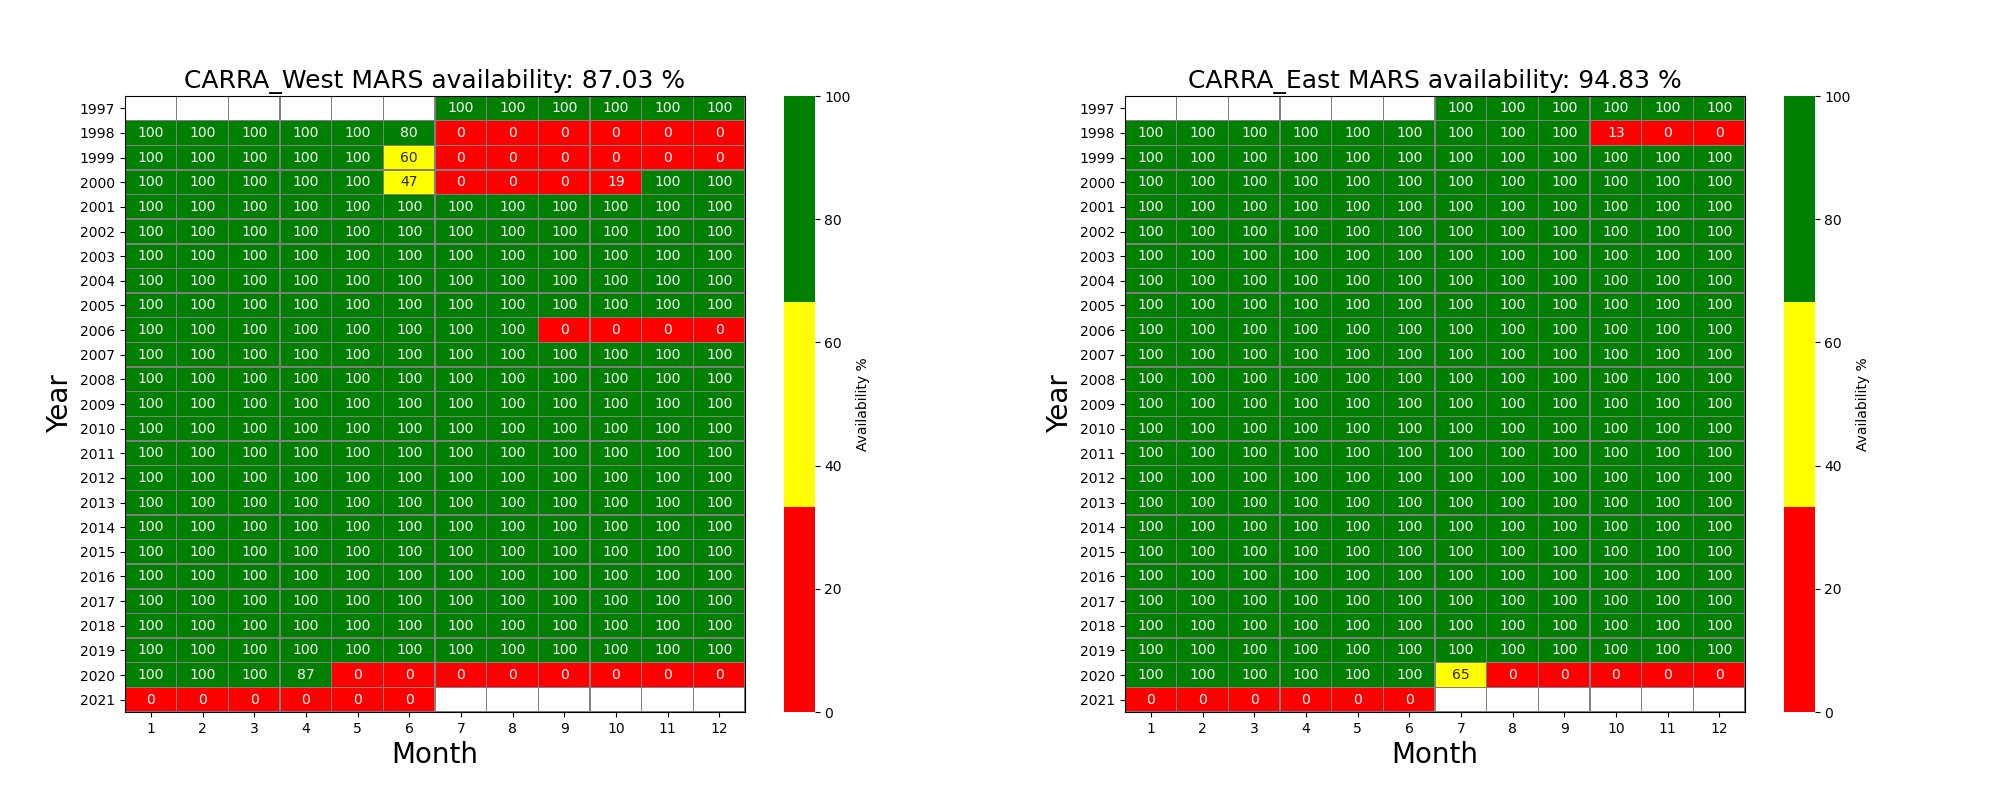 CARRA_West MARS availability: 87.03 %
Year
1997 100 100 100 100 100 100
1998 100 100 100 100 100 80 0 0 0 0 0 0
1999 100 100 100 100 100 60 0 0 0 0 0 0
2000 100 100 100 100 100 47 0 0 0 19 100 100
2001 100 100 100 100 100 100 100 100 100 100 100 100
2002 100 100 100 100 100 100 100 100 100 100 100 100
2003 100 100 100 100 100 100 100 100 100 100 100 100
2004 100 100 100 100 100 100 100 100 100 100 100 100
2005 100 100 100 100 100 100 100 100 100 100 100 100
2006 100 100 100 100 100 100 100 100 0 0 0 0
2007 100 100 100 100 100 100 100 100 100 100 100 100
2008 100 100 100 100 100 100 100 100 100 100 100 100
2009 100 100 100 100 100 100 100 100 100 100 100 100
2010 100 100 100 100 100 100 100 100 100 100 100 100
2011 100 100 100 100 100 100 100 100 100 100 100 100
2012 100 100 100 100 100 100 100 100 100 100 100 100
2013 100 100 100 100 100 100 100 100 100 100 100 100
2014 100 100 100 100 100 100 100 100 100 100 100 100
2015 100 100 100 100 100 100 100 100 100 100 100 100
2016 100 100 100 100 100 100 100 100 100 100 100 100
2017 100 100 100 100 100 100 100 100 100 100 100 100
2018 100 100 100 100 100 100 100 100 100 100 100 100
2019 100 100 100 100 100 100 100 100 100 100 100 100
2020 100 100 100 87 0 0 0 0 0 0 0 0
2021 0 0 0 0 0 0
1 2 3 4 5 6 7 8 9 10 11 12
Month
100
80
60
40
20
0
Availability %
CARRA_East MARS availability: 94.83 %
Year
1997 100 100 100 100 100 100
1998 100 100 100 100 100 100 100 100 100 13 0 0
1999 100 100 100 100 100 100 100 100 100 100 100 100
2000 100 100 100 100 100 100 100 100 100 100 100 100
2001 100 100 100 100 100 100 100 100 100 100 100 100
2002 100 100 100 100 100 100 100 100 100 100 100 100
2003 100 100 100 100 100 100 100 100 100 100 100 100
2004 100 100 100 100 100 100 100 100 100 100 100 100
2005 100 100 100 100 100 100 100 100 100 100 100 100
2006 100 100 100 100 100 100 100 100 100 100 100 100
2007 100 100 100 100 100 100 100 100 100 100 100 100
2008 100 100 100 100 100 100 100 100 100 100 100 100
2009 100 100 100 100 100 100 100 100 100 100 100 100
2010 100 100 100 100 100 100 100 100 100 100 100 100
2011 100 100 100 100 100 100 100 100 100 100 100 100
2012 100 100 100 100 100 100 100 100 100 100 100 100
2013 100 100 100 100 100 100 100 100 100 100 100 100
2014 100 100 100 100 100 100 100 100 100 100 100 100
2015 100 100 100 100 100 100 100 100 100 100 100 100
2016 100 100 100 100 100 100 100 100 100 100 100 100
2017 100 100 100 100 100 100 100 100 100 100 100 100
2018 100 100 100 100 100 100 100 100 100 100 100 100
2019 100 100 100 100 100 100 100 100 100 100 100 100
2020 100 100 100 100 100 100 65 0 0 0 0 0
2021 0 0 0 0 0 0
1 2 3 4 5 6 7 8 9 10 11 12
Month
100
80
60
40
20
0
Availability %